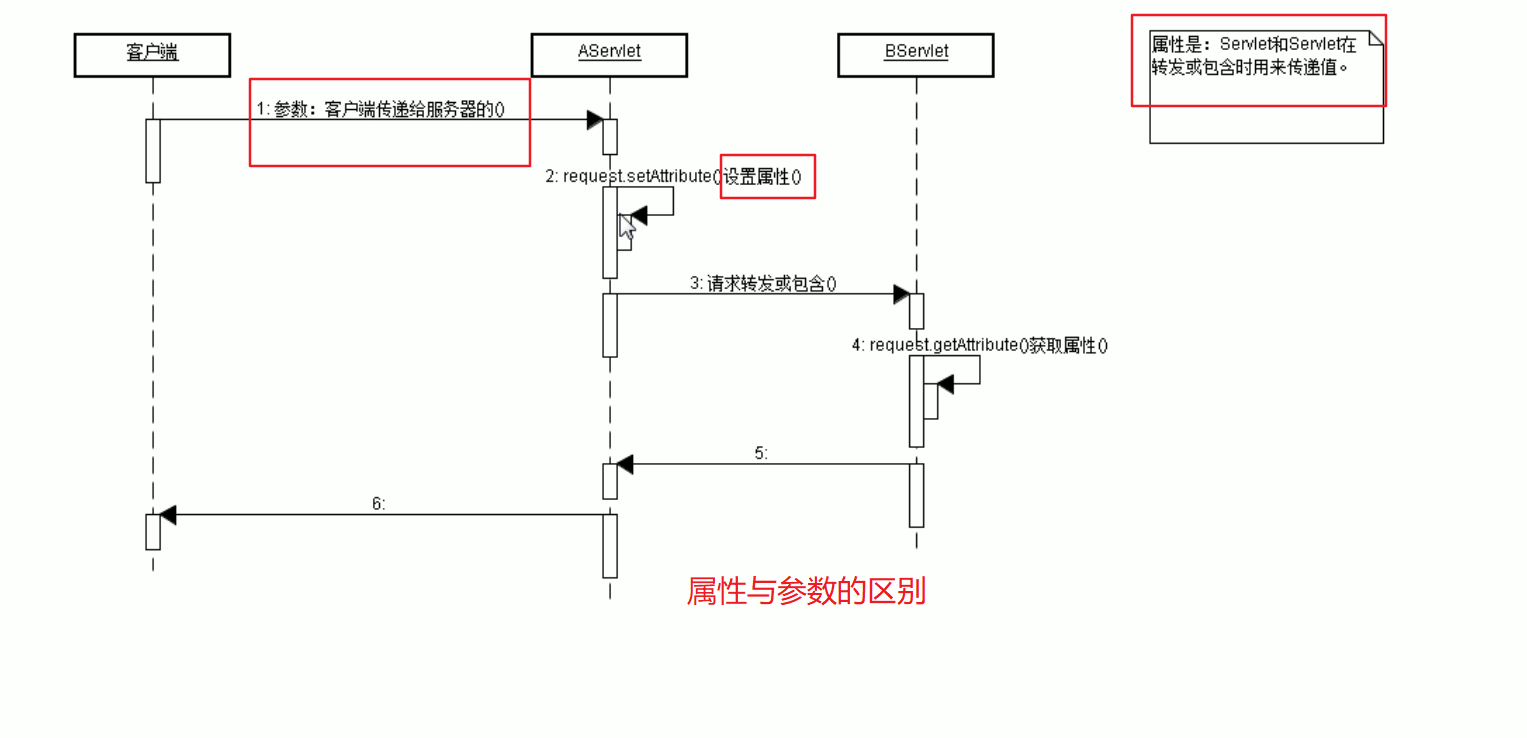 客户端
AServlet
BServlet
属性是：Servlet和Servlet在
转发或包含时用来传递值。
1: 参数：客户端传递给服务器的()
2: request.setAttribute()设置属性()
3: 请求转发或包含()
4: request.getAttribute()获取属性()
5:
6:
属性与参数的区别